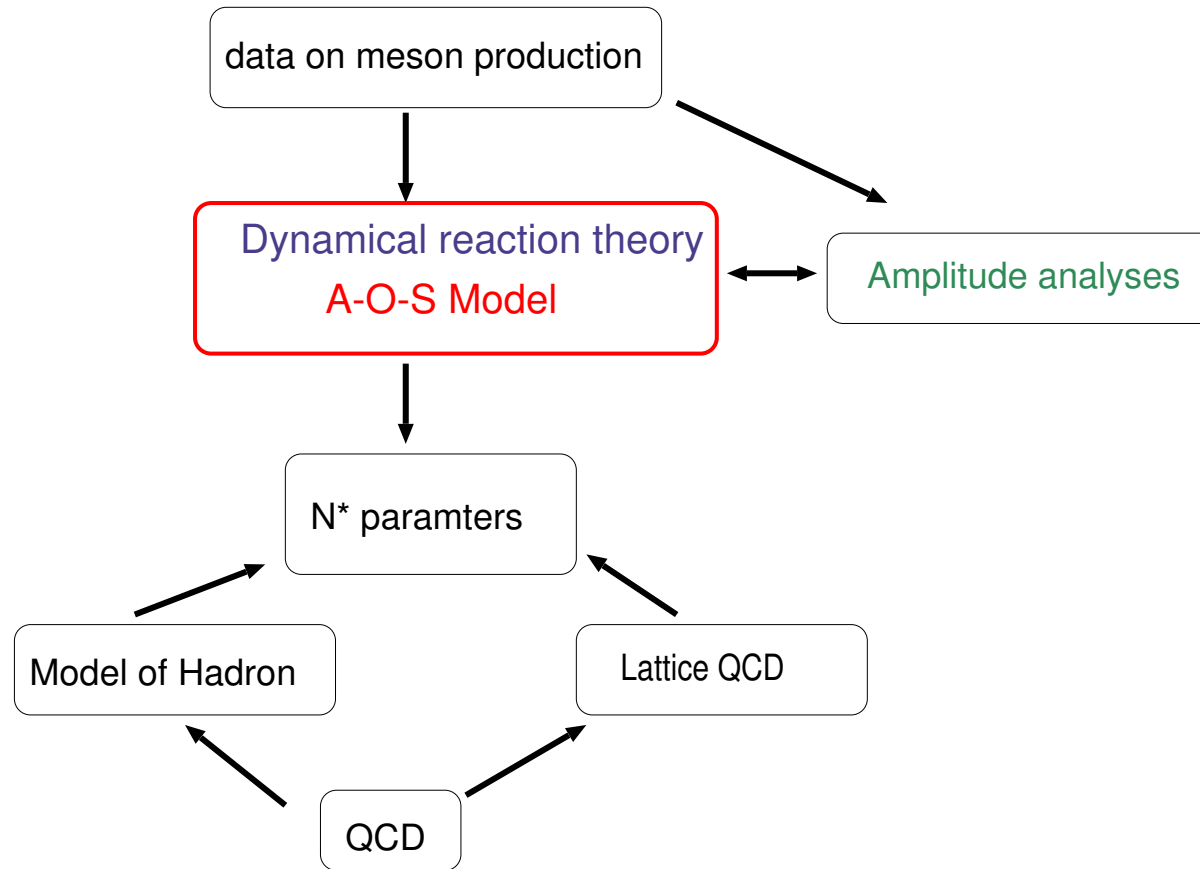 data on meson production
Dynamical reaction theory
A-O-S Model
Amplitude analyses
N* paramters
Model of Hadron
Lattice QCD
QCD